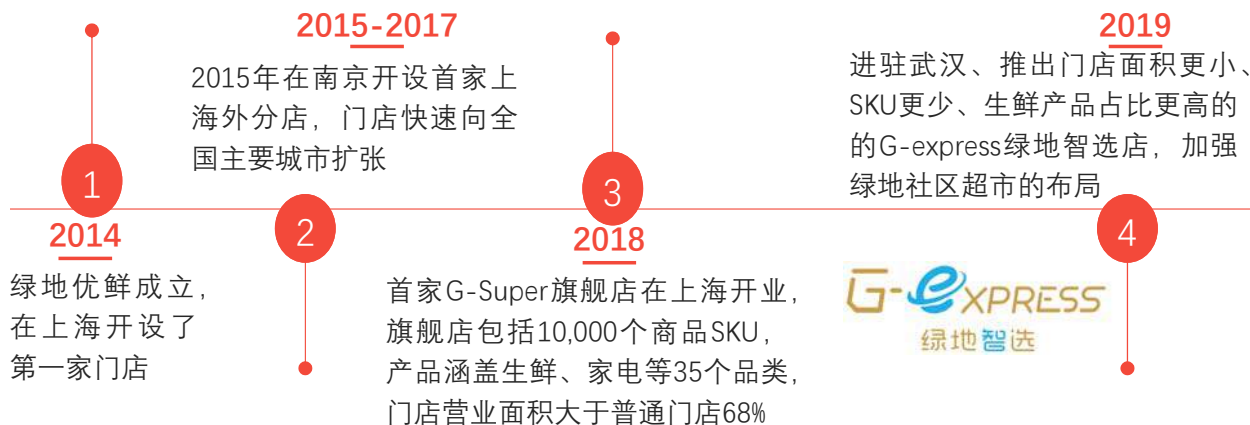 1
2014
绿地优鲜成立，
在上海开设了
第一家门店
2015-2017
2015年在南京开设首家上
海外分店，门店快速向全
国主要城市扩张
2
3
2018
首家G-Super旗舰店在上海开业，
旗舰店包括10,000个商品SKU，
产品涵盖生鲜、家电等35个品类，
门店营业面积大于普通门店68%
2019
进驻武汉、推出门店面积更小、
SKU更少、生鲜产品占比更高的
的G-express绿地智选店，加强
绿地社区超市的布局
4
G-eXPRESS
绿地智选